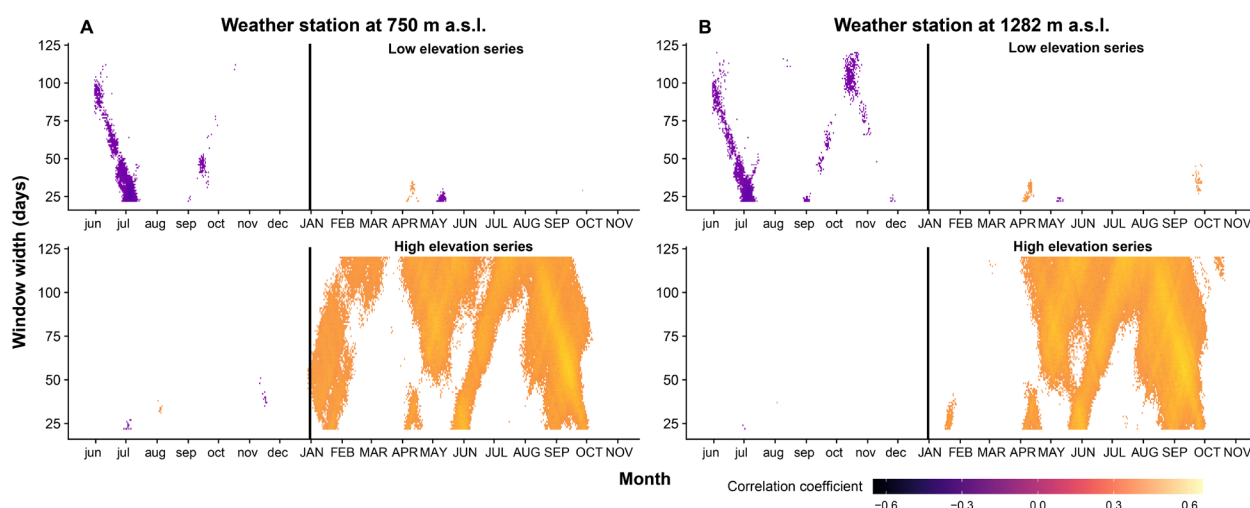 A Weather station at 750 m a.s.l.
B Weather station at 1282 m a.s.l.
Low elevation series
Low elevation series
125
100
75
50
25
125
100
75
50
25
jun jul aug sep oct nov dec JAN FEB MAR APR MAY JUN JUL AUG SEP OCT NOV
jun jul aug sep oct nov dec JAN FEB MAR APR MAY JUN JUL AUG SEP OCT NOV
Window width (days)
High elevation series
High elevation series
125
100
75
50
25
125
100
75
50
25
jun jul aug sep oct nov dec JAN FEB MAR APR MAY JUN JUL AUG SEP OCT NOV
jun jul aug sep oct nov dec JAN FEB MAR APR MAY JUN JUL AUG SEP OCT NOV
Month
Correlation coefficient
−0.6 −0.3 0.0 0.3 0.6